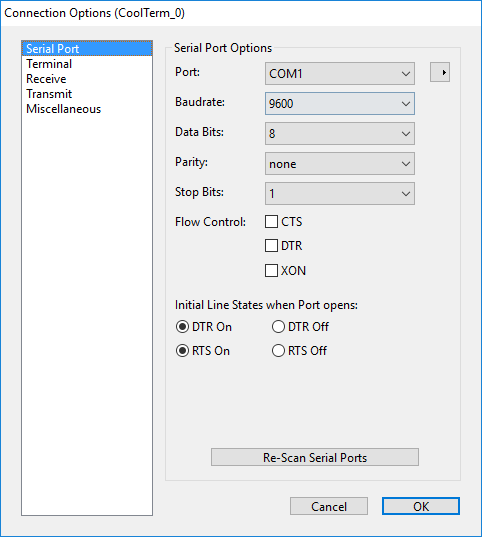 Connection Options (CoolTerm_0)
Serial Port
Terminal
Receive
Transmit
Miscellaneous
Serial Port Options
Port: COM1
Baudrate: 9600
Data Bits: 8
Parity: none
Stop Bits: 1
Flow Control: CTS
DTR
XON
Initial Line States when Port opens:
DTR On DTR Off
RTS On RTS Off
Re-Scan Serial Ports
Cancel OK